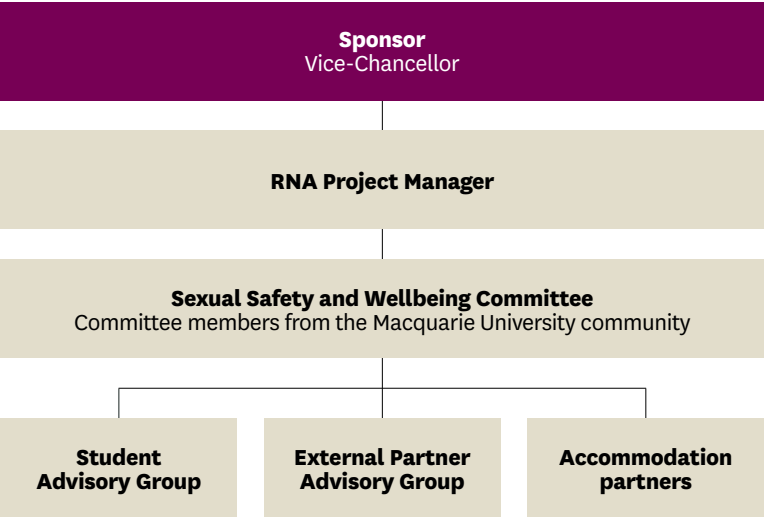 Sponsor
Vice-Chancellor
RNA Project Manager
Sexual Safety and Wellbeing Committee
Committee members from the Macquarie University community
Student
Advisory Group
External Partner
Advisory Group
Accommodation
partners